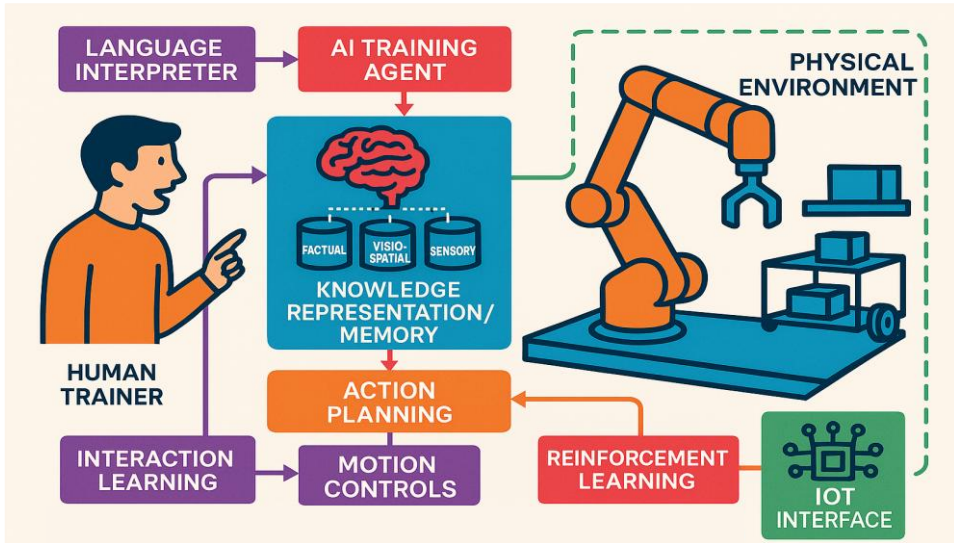 LANGUAGE
INTERPRETER
AI TRAINING
AGENT
PHYSICAL
ENVIRONMENT
FACTUAL
VISIO-
SPATIAL
SENSORY
KNOWLEDGE
REPRESENTATION/
MEMORY
HUMAN
TRAINER
ACTION
PLANNING
INTERACTION
LEARNING
MOTION
CONTROLS
REINFORCEMENT
LEARNING
IOT
INTERFACE